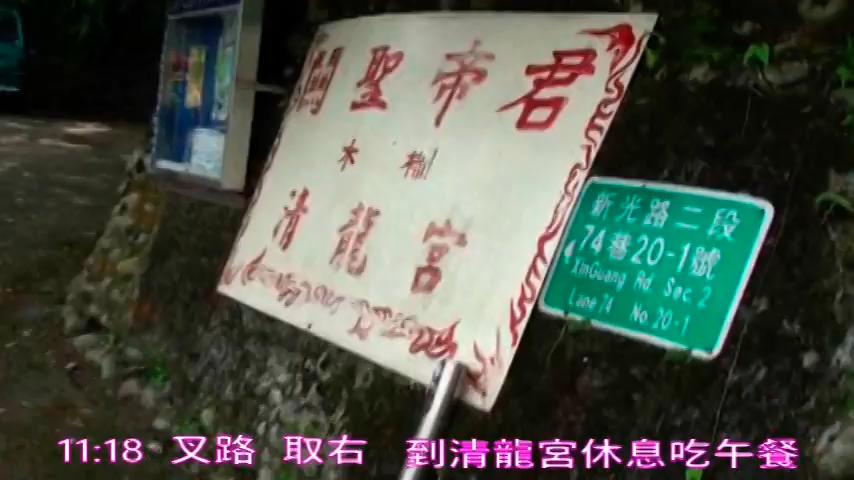 關聖帝君
木柵
清龍宮
新光路二段
74巷20-1號
XinGuang Rd. Sec. 2
Lane 74 No. 20-1
11:18 叉路 取右 到清龍宮休息吃午餐